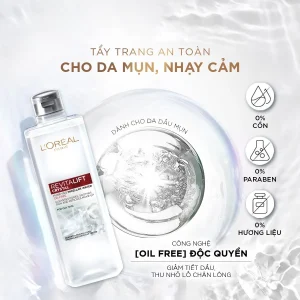 TẨY TRANG AN TOÀN
CHO DA MỤN, NHẠY CẢM
DÀNH CHO DA DẦU MỤN
0%
CỒN
0%
PARABEN
0%
HƯƠNG LIỆU
L'ORÉAL
REVITALIFT
CRYSTAL
CÔNG NGHỆ
[OIL FREE] ĐỘC QUYỀN
GIẢM TIẾT DẦU,
THU NHỎ LỖ CHÂN LÔNG